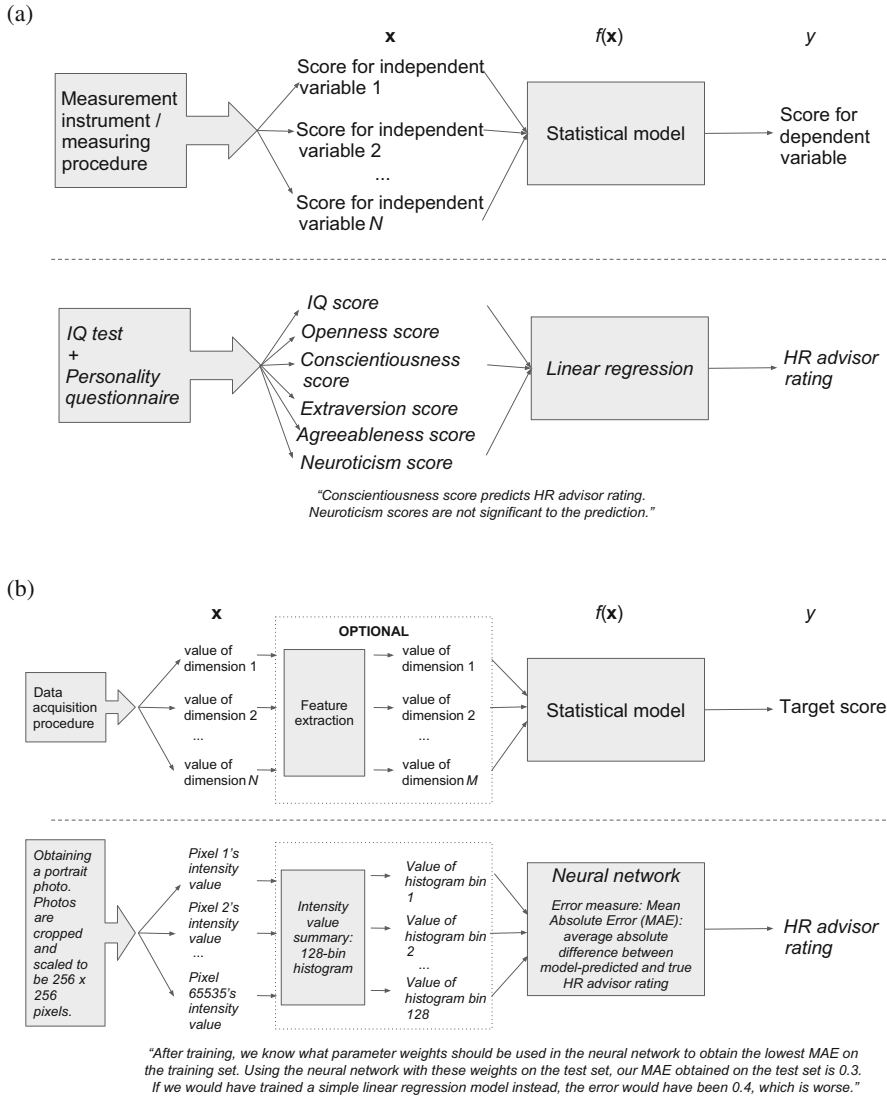 (a)
x
f(x)
y
Measurement
instrument /
measuring
procedure
Score for independent
variable 1
Score for independent
variable 2
...
Score for independent
variable N
Statistical model
Score for
dependent
variable
IQ test
+
Personality
questionnaire
IQ score
Openness score
Conscientiousness
score
Extraversion score
Agreeableness score
Neuroticism score
Linear regression
HR advisor
rating
“Conscientiousness score predicts HR advisor rating.
Neuroticism scores are not significant to the prediction.”
(b)
x
f(x)
y
OPTIONAL
Data
acquisition
procedure
value of
dimension 1
value of
dimension 2
...
value of
dimension N
Feature
extraction
value of
dimension 1
value of
dimension 2
...
value of
dimension M
Statistical model
Target score
Obtaining
a portrait
photo.
Photos are
cropped
and
scaled to
be 256 x
256
pixels.
Pixel 1's
intensity
value
Pixel 2's
intensity value
...
Pixel
65535's
intensity
value
Intensity
value
summary:
128-bin
histogram
Value of
histogram bin
1
Value of
histogram bin
2
...
Value of
histogram bin
128
Neural network
Error measure: Mean
Absolute Error (MAE):
average absolute
difference between
model-predicted and true
HR advisor rating
HR advisor
rating
“After training, we know what parameter weights should be used in the neural network to obtain the lowest MAE on
the training set. Using the neural network with these weights on the test set, our MAE obtained on the test set is 0.3.
If we would have trained a simple linear regression model instead, the error would have been 0.4, which is worse.”